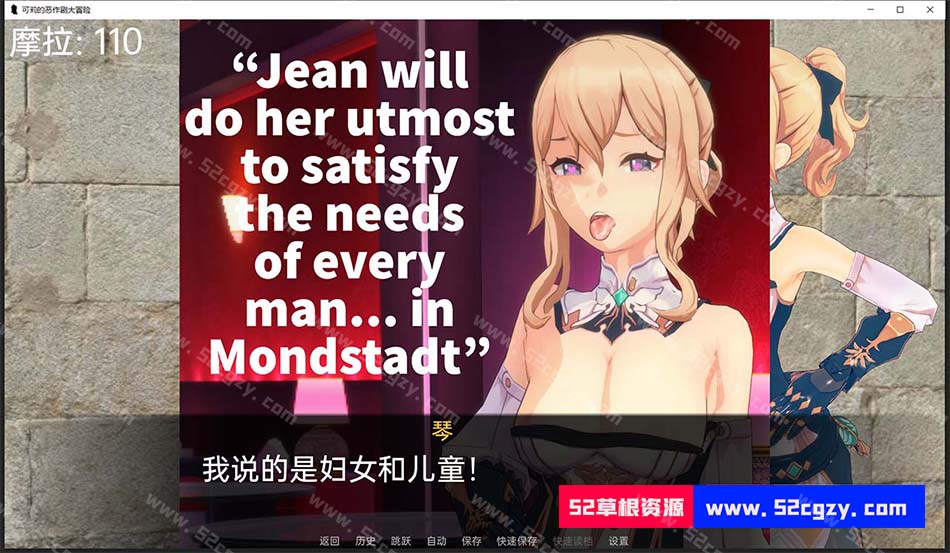 可莉的恶作剧大冒险
摩拉: 110
“Jean will
do her utmost
to satisfy
the needs
of every
man... in
Mondstadt”
琴
我说的是妇女和儿童!
52草根资源
www.52cgzy.com
返回 历史 跳跃 自动 保存 快速保存 快速读档 设置